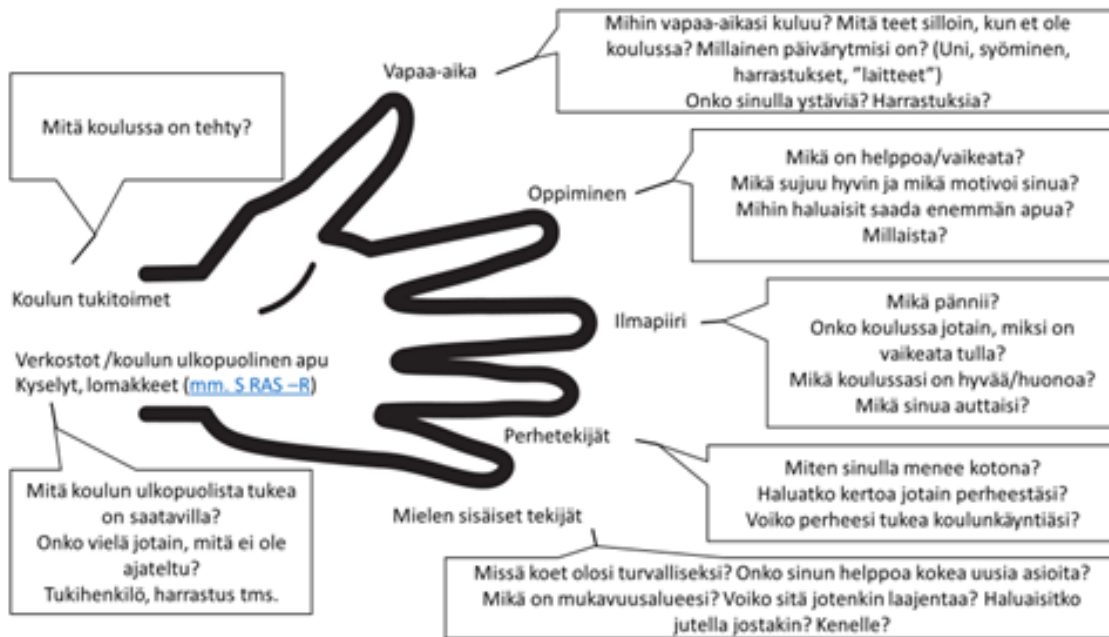 Mihin vapaa-aikasi kuluu? Mitä teet silloin, kun et ole
koulussa? Millainen päivärytmisi on? (Uni, syöminen,
harrastukset, ”laitteet”)
Onko sinulla ystäviä? Harrastuksia?
Vapaa-aika
Mitä koulussa on tehty?
Mikä on helppoa/vaikeata?
Mikä sujuu hyvin ja mikä motivoi sinua?
Mihin haluaisit saada enemmän apua?
Millaista?
Oppiminen
Koulun tukitoimet
Mikä pännii?
Onko koulussa jotain, miksi on
vaikeata tulla?
Mikä koulussasi on hyvää/huonoa?
Mikä sinua auttaisi?
Ilmapiiri
Verkostot /koulun ulkopuolinen apu
Kyselyt, lomakkeet (mm. S RAS –R)
Perhetekijät
Miten sinulla menee kotona?
Haluatko kertoa jotain perheestäsi?
Voiko perheesi tukea koulunkäyntiäsi?
Mitä koulun ulkopuolista tukea
on saatavilla?
Onko vielä jotain, mitä ei ole
ajateltu?
Tukihenkilö, harrastus tms.
Mielen sisäiset tekijät
Missä koet olosi turvalliseksi? Onko sinun helppoa kokea uusia asioita?
Mikä on mukavuusalueesi? Voiko sitä jotenkin laajentaa? Haluaisitko
jutella jostakin? Kenelle?